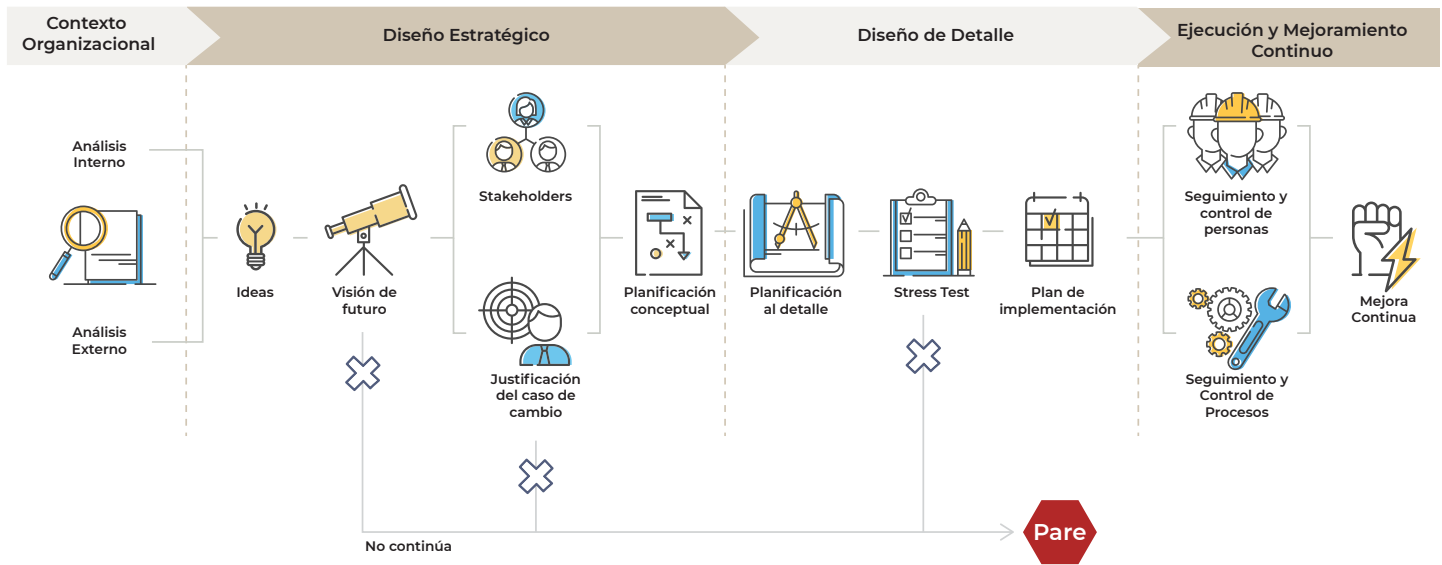 Contexto
Organizacional
Diseño Estratégico
Diseño de Detalle
Ejecución y Mejoramiento
Continuo
Análisis
Interno
Análisis
Externo
Ideas
Visión de
futuro
Stakeholders
Justificación
del caso de
cambio
Planificación
conceptual
Planificación
al detalle
Stress Test
Plan de
implementación
Seguimiento y
control de
personas
Seguimiento y
Control de
Procesos
Mejora
Continua
No continúa
Pare